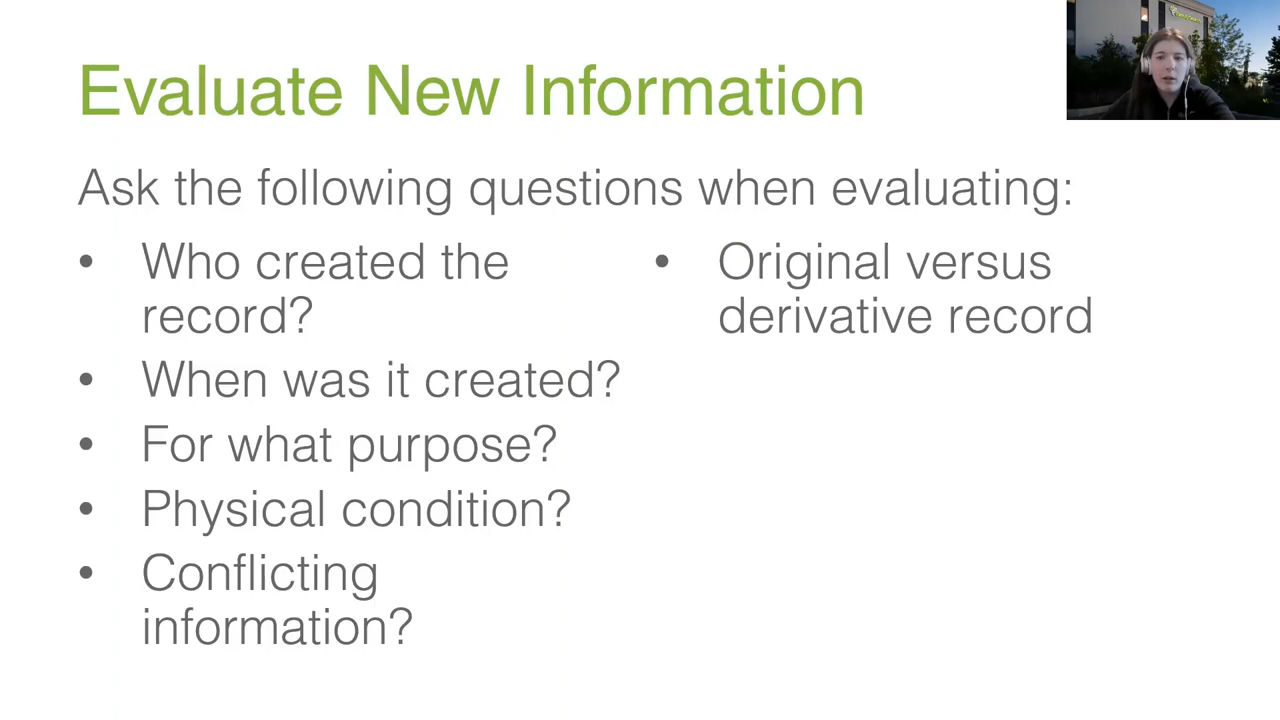 Evaluate New Information
Ask the following questions when evaluating:
• Who created the
record?
• When was it created?
• For what purpose?
• Physical condition?
• Conflicting
information?
• Original versus
derivative record